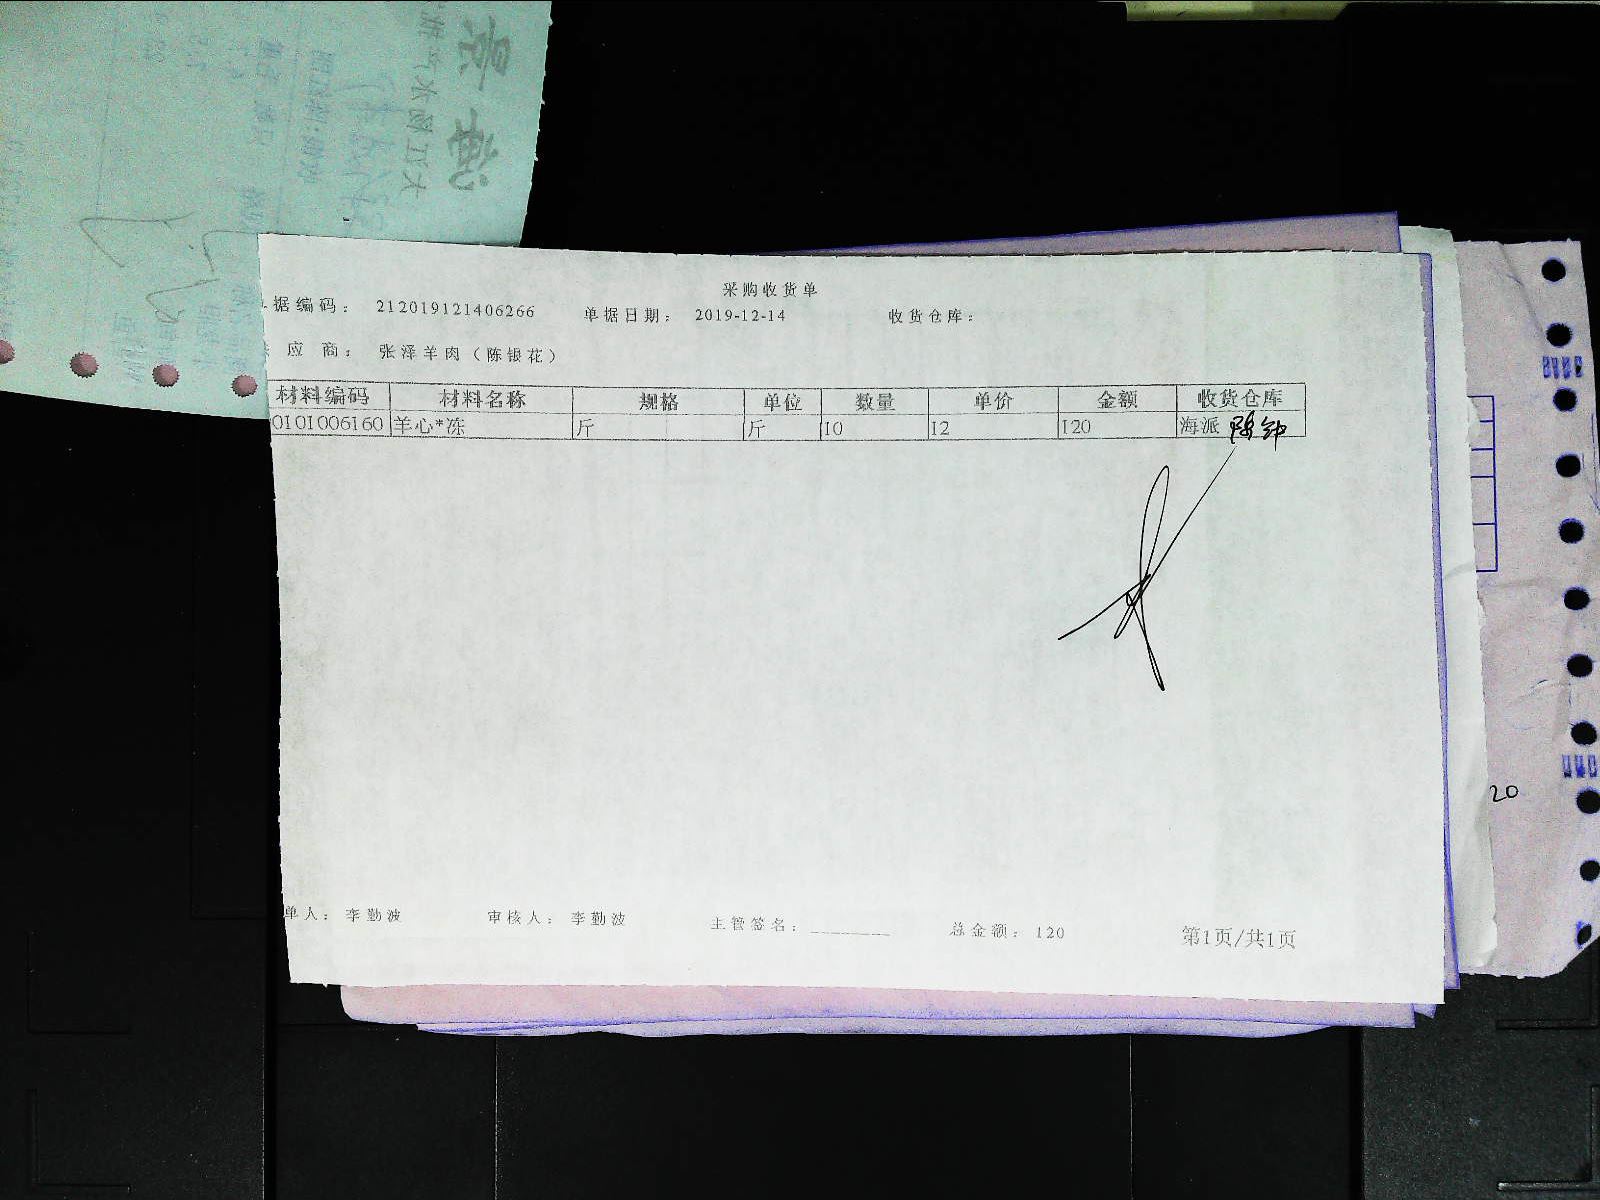 采购收货单
据编码： 212019121406266 单据日期： 2019-12-14 收货仓库：
应 商： 张泽羊肉（陈银花）
材料编码 材料名称 规格 单位 数量 单价 金额 收货仓库
0101006160 羊心*冻 斤 斤 10 12 120 海派
单人： 李勤波 审核人： 李勤波 主管签名： 总金额： 120 第1页/共1页
20